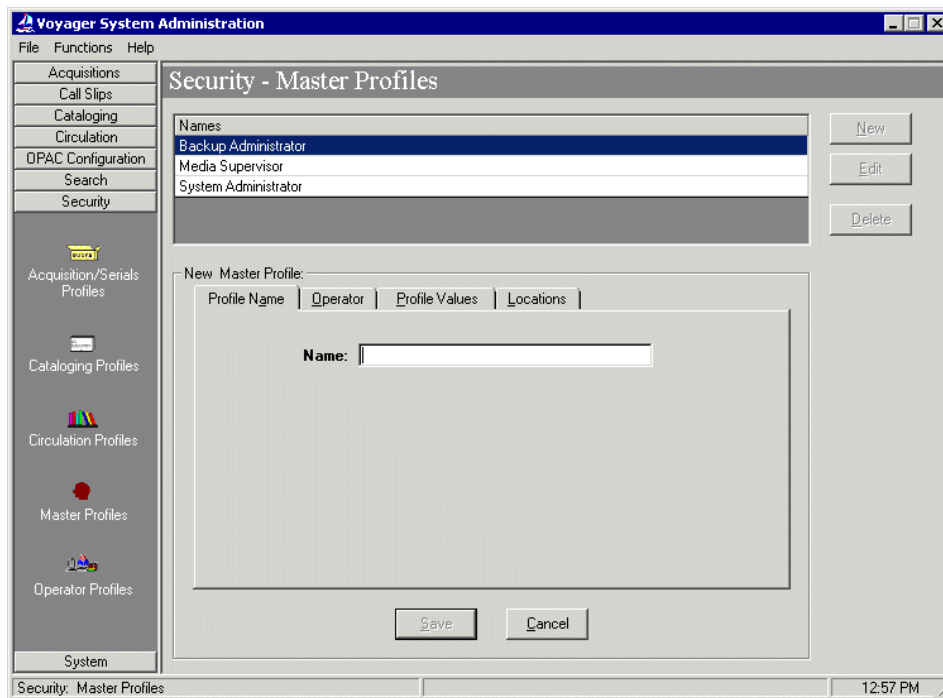 Voyager System Administration
File Functions Help
Acquisitions
Call Slips
Cataloging
Circulation
OPAC Configuration
Search
Security
Acquisition/Serials
Profiles
Cataloging Profiles
Circulation Profiles
Master Profiles
Operator Profiles
System
Security - Master Profiles
Names
Backup Administrator
Media Supervisor
System Administrator
New
Edit
Delete
New Master Profile:
Profile Name Operator Profile Values Locations
Name:
Save Cancel
Security: Master Profiles 12:57 PM